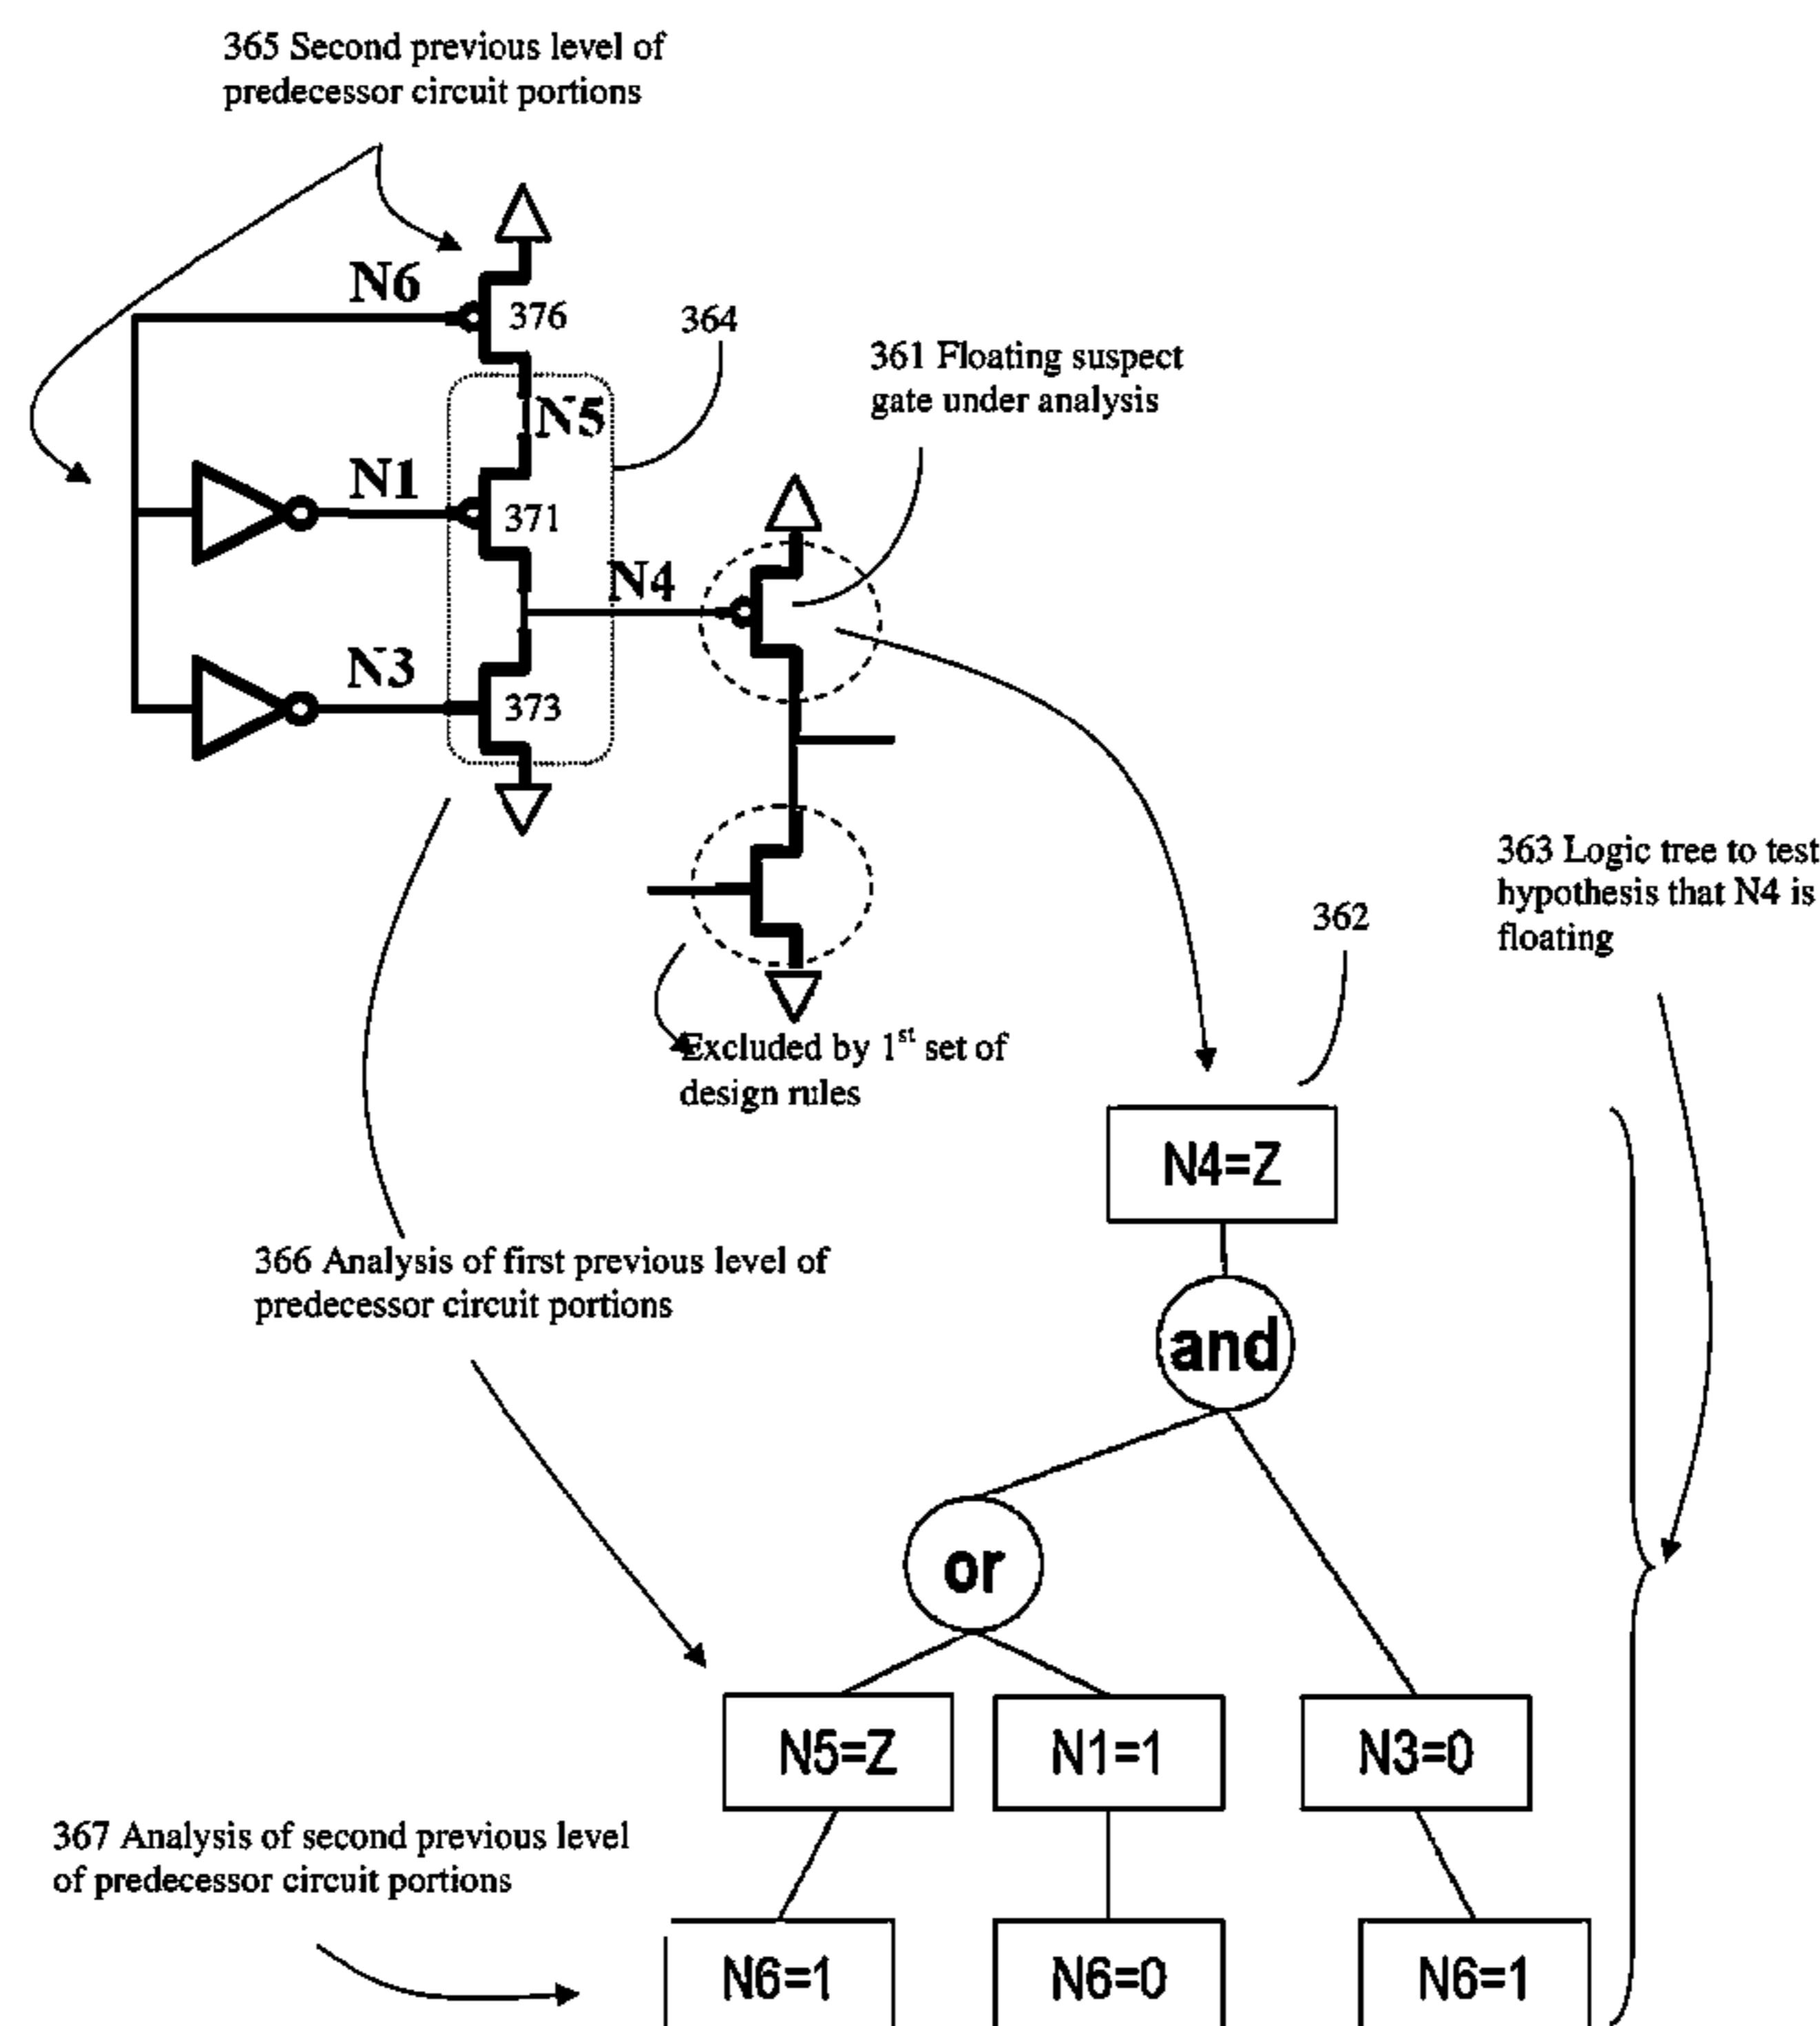 365 Second previous level of
predecessor circuit portions
N6
376
364
361 Floating suspect
gate under analysis
N5
N1
371
N4
N3
373
363 Logic tree to test
hypothesis that N4 is
floating
362
Excluded by 1st set of
design rules
N4=Z
366 Analysis of first previous level of
predecessor circuit portions
and
or
N5=Z
N1=1
N3=0
367 Analysis of second previous level
of predecessor circuit portions
N6=1
N6=0
N6=1